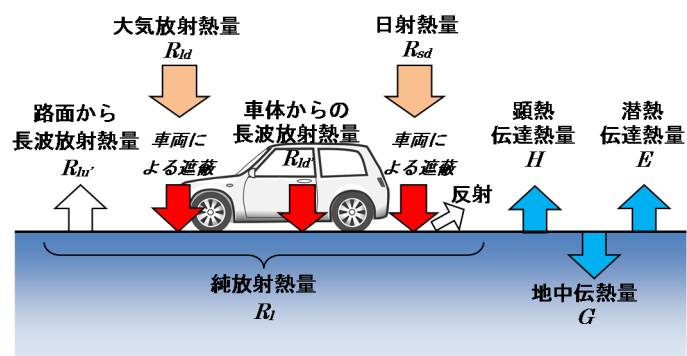 大気放射熱量
Rld
日射熱量
Rsd
路面から
長波放射熱量
Rlu'
車両に
よる遮蔽
車体からの
長波放射熱量
Rld'
車両に
よる遮蔽
反射
顕熱
伝達熱量
H
潜熱
伝達熱量
E
純放射熱量
Rl
地中伝熱量
G